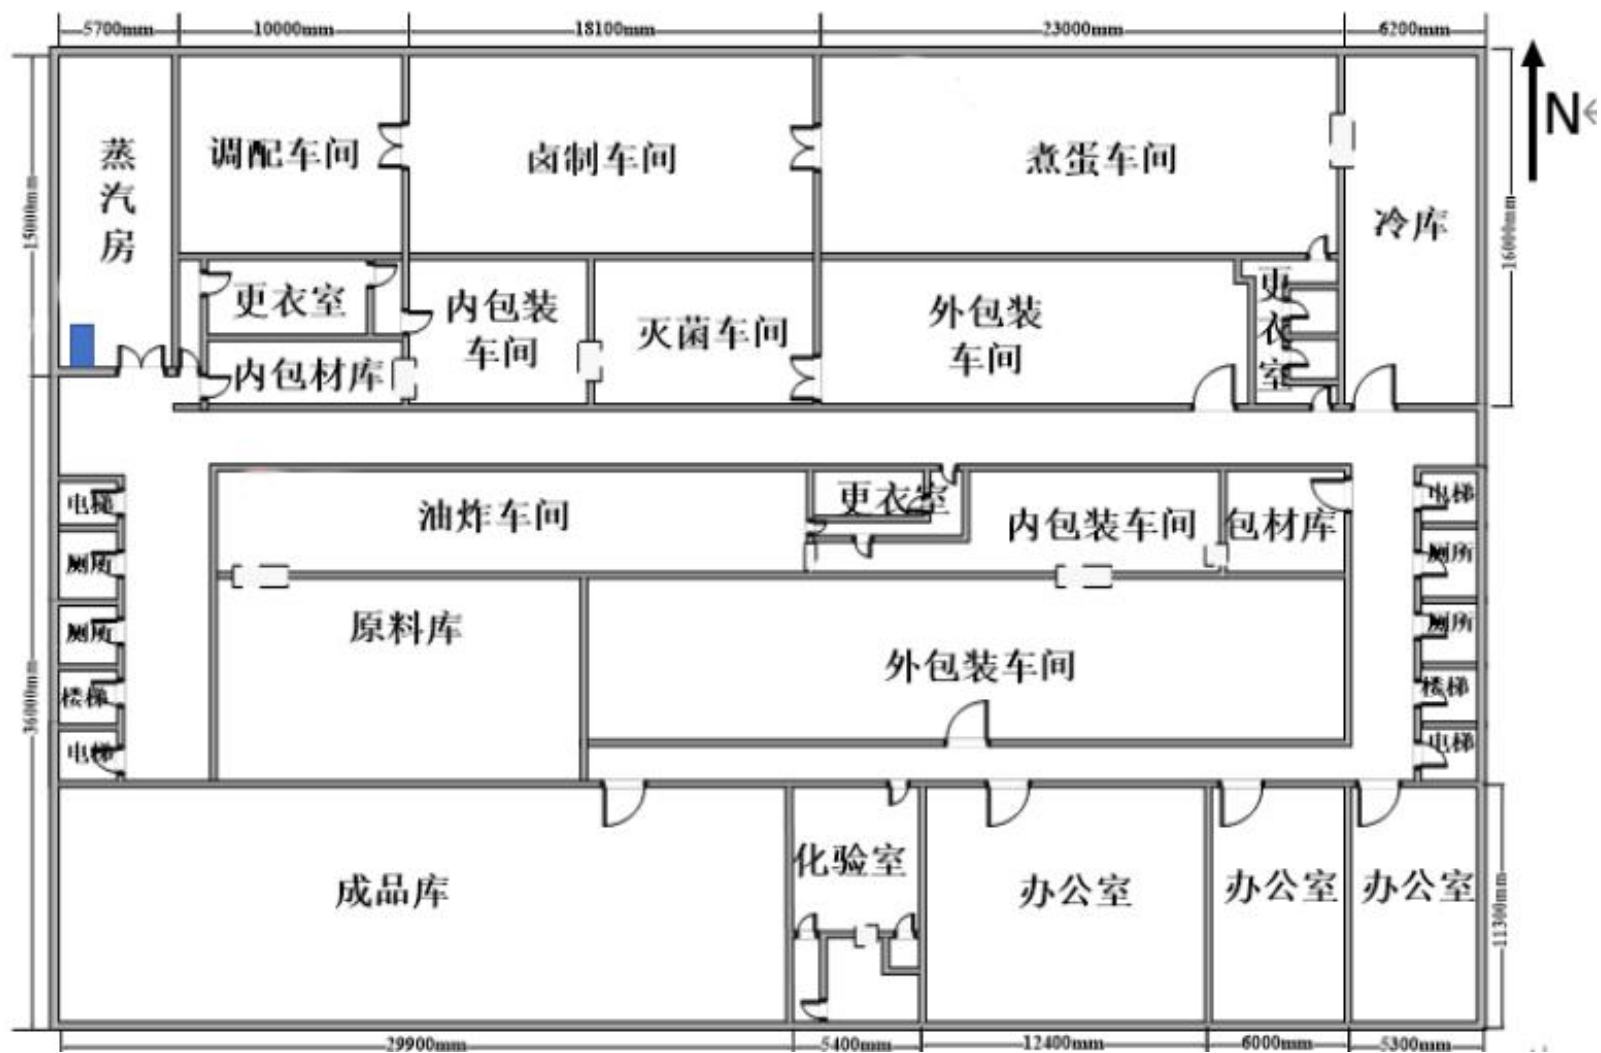 5700mm
10000mm
18100mm
23000mm
6200mm
N
蒸
汽
房
调配车间
卤制车间
煮蛋车间
冷库
15000mm
16000mm
更衣室
内包材库
内包装
车间
灭菌车间
外包装
车间
更
衣
室
电梯
厕所
厕所
楼梯
电梯
油炸车间
更衣室
内包装车间
包材库
电梯
厕所
厕所
楼梯
电梯
原料库
外包装车间
36000mm
成品库
化验室
办公室
办公室
办公室
11300mm
29900mm
5400mm
12400mm
6000mm
5300mm